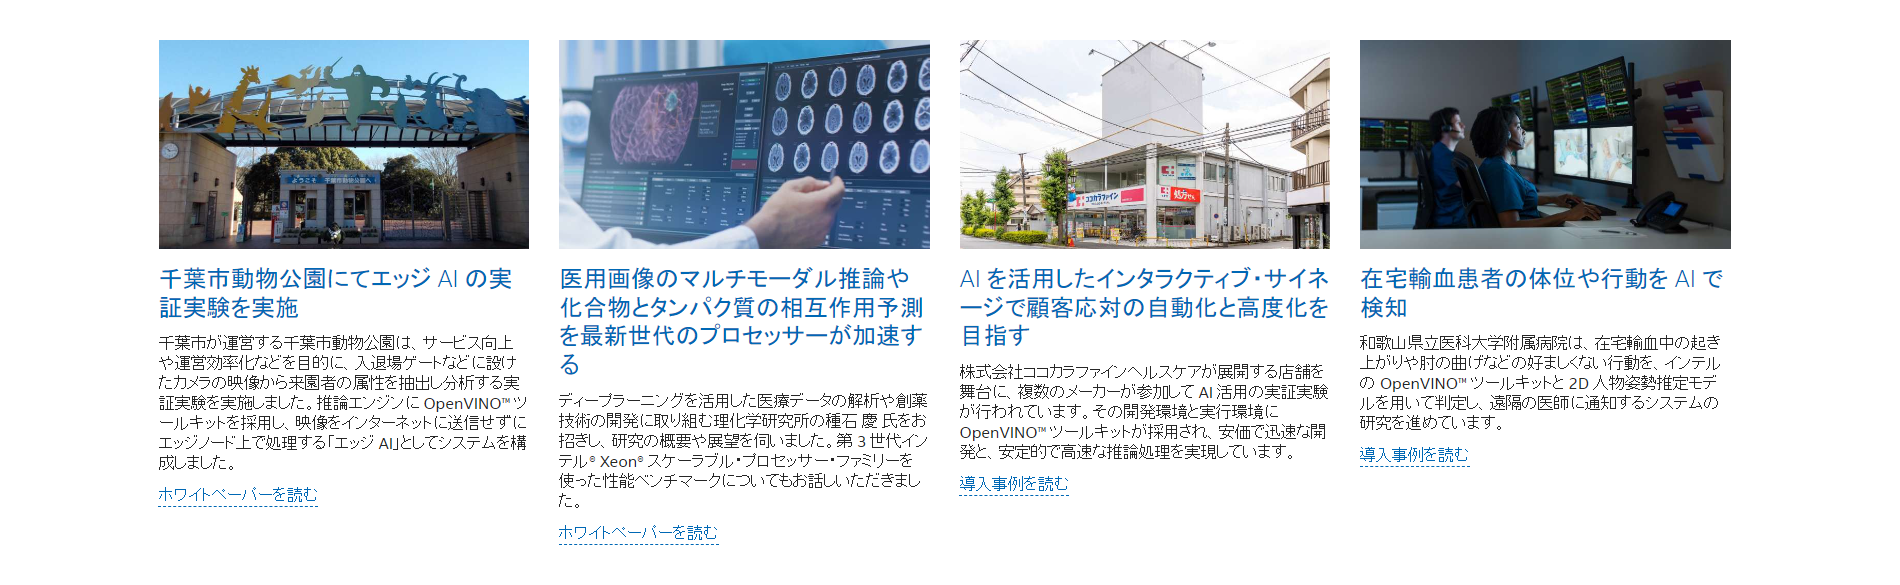 ようこそ 千葉市動物公園へ
ココカラファイン
処方せん
千葉市動物公園にてエッジ AI の実
証実験を実施
千葉市が運営する千葉市動物公園は、サービス向上
や運営効率化などを目的に、入退場ゲートなどに設け
たカメラの映像から来園者の属性を抽出し分析する実
証実験を実施しました。推論エンジンに OpenVINO™ ツ
ールキットを採用し、映像をインターネットに送信せずに
エッジノード上で処理する「エッジ AI」としてシステムを構
成しました。
ホワイトペーパーを読む
医用画像のマルチモーダル推論や
化合物とタンパク質の相互作用予測
を最新世代のプロセッサーが加速す
る
ディープラーニングを活用した医療データの解析や創薬
技術の開発に取り組む理化学研究所の種石 慶 氏をお
招きし、研究の概要や展望を伺いました。第 3 世代イン
テル® Xeon® スケーラブル・プロセッサー・ファミリーを
使った性能ベンチマークについてもお話しいただきまし
た。
ホワイトペーパーを読む
AI を活用したインタラクティブ・サイネ
ージで顧客応対の自動化と高度化を
目指す
株式会社ココカラファインヘルスケアが展開する店舗を
舞台に、複数のメーカーが参加して AI 活用の実証実験
が行われています。その開発環境と実行環境に
OpenVINO™ ツールキットが採用され、安価で迅速な開
発と、安定的で高速な推論処理を実現しています。
導入事例を読む
在宅輸血患者の体位や行動を AI で
検知
和歌山県立医科大学附属病院は、在宅輸血中の起き
上がりや肘の曲げなどの好ましくない行動を、インテル
の OpenVINO™ ツールキットと 2D 人物姿勢推定モデ
ルを用いて判定し、遠隔の医師に通知するシステムの
研究を進めています。
導入事例を読む